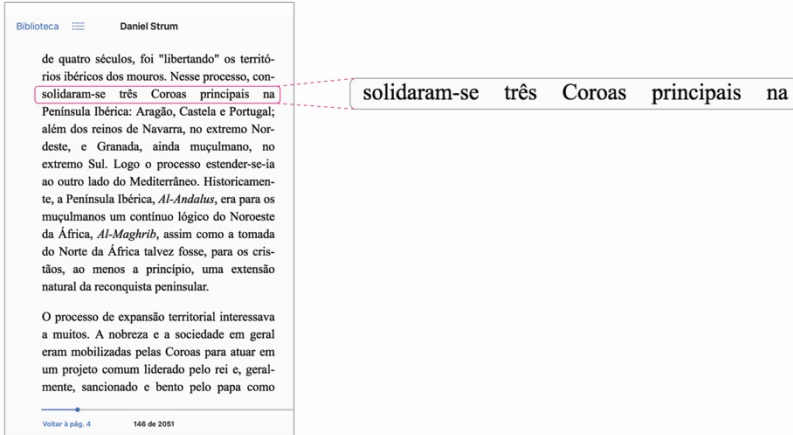 Biblioteca
Daniel Strum
de quatro séculos, foi "libertando" os territó-
rios ibéricos dos mouros. Nesse processo, con-
solidaram-se três Coroas principais na
Península Ibérica: Aragão, Castela e Portugal;
além dos reinos de Navarra, no extremo Nor-
deste, e Granada, ainda muçulmano, no
extremo Sul. Logo o processo estender-se-ia
ao outro lado do Mediterrâneo. Historicamen-
te, a Península Ibérica, Al-Andalus, era para os
muçulmanos um contínuo lógico do Noroeste
da África, Al-Maghrib, assim como a tomada
do Norte da África talvez fosse, para os cris-
tãos, ao menos a princípio, uma extensão
natural da reconquista peninsular.
O processo de expansão territorial interessava
a muitos. A nobreza e a sociedade em geral
eram mobilizadas pelas Coroas para atuar em
um projeto comum liderado pelo rei e, geral-
mente, sancionado e bento pelo papa como
Voltar à pág. 4
146 de 2051
solidaram-se três Coroas principais na